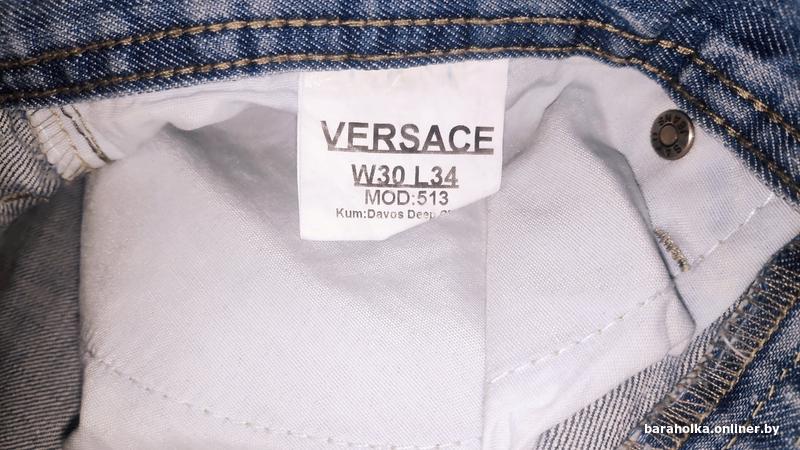 VERSACE
W30 L34
MOD:513
Kum:Davos Deep
baraholka.onliner.by